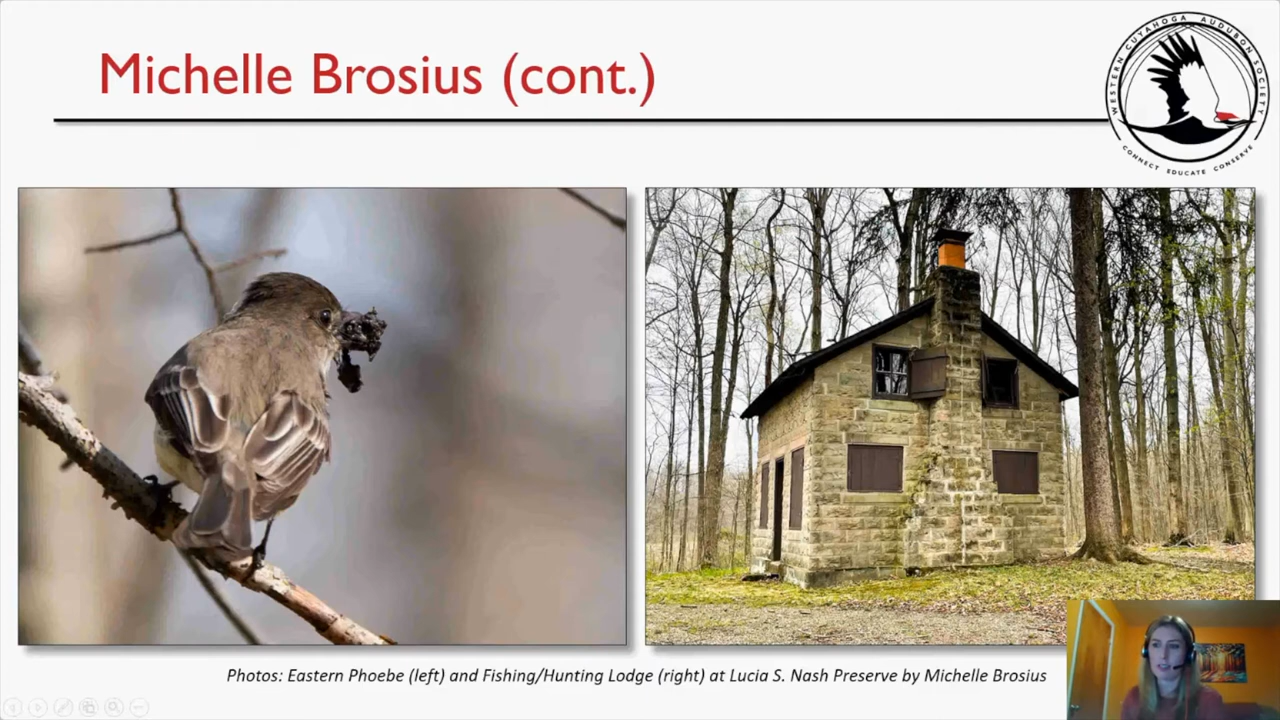 Michelle Brosius (cont.)
WESTERN CUYAHOGA AUDUBON SOCIETY
CONNECT EDUCATE CONSERVE
Photos: Eastern Phoebe (left) and Fishing/Hunting Lodge (right) at Lucia S. Nash Preserve by Michelle Brosius